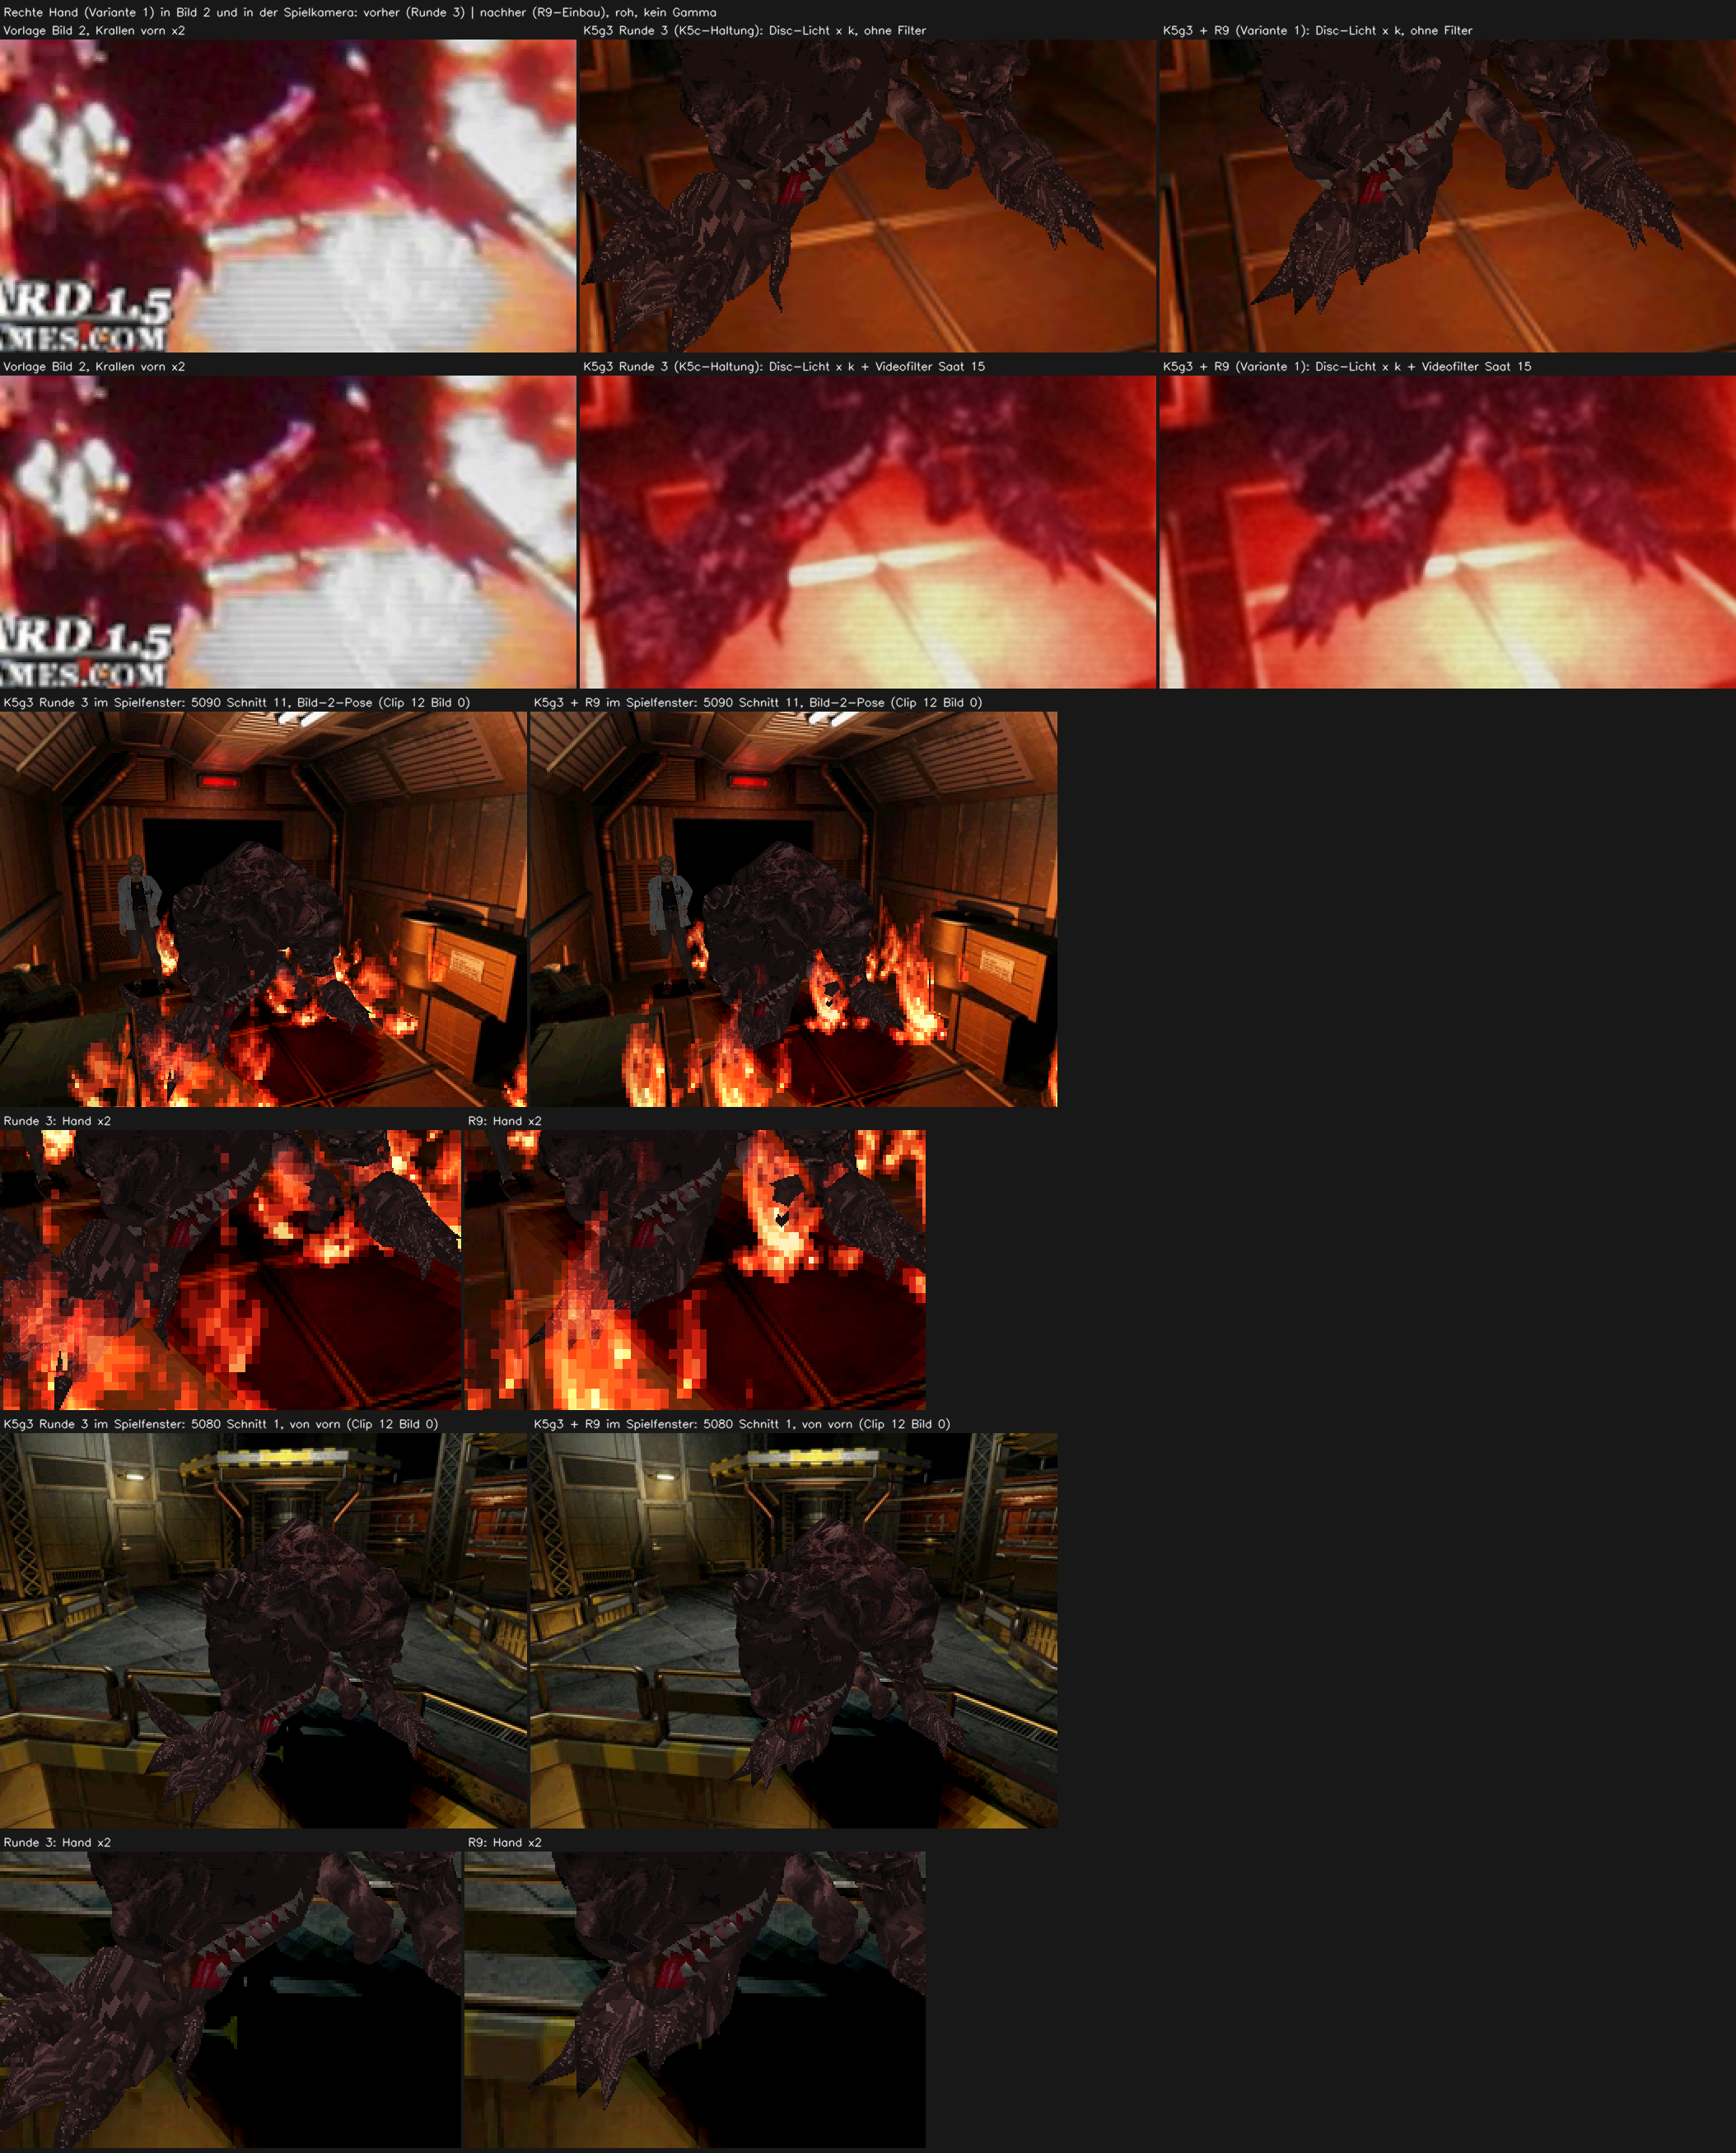 Rechte Hand (Variante 1) in Bild 2 und in der Spielkamera: vorher (Runde 3) | nachher (R9-Einbau), roh, kein Gamma
Vorlage Bild 2, Krallen vorn x2
K5g3 Runde 3 (K5c-Haltung): Disc-Licht x k, ohne Filter
K5g3 + R9 (Variante 1): Disc-Licht x k, ohne Filter
ARD 1.5
AMES.COM
Vorlage Bild 2, Krallen vorn x2
K5g3 Runde 3 (K5c-Haltung): Disc-Licht x k + Videofilter Saat 15
K5g3 + R9 (Variante 1): Disc-Licht x k + Videofilter Saat 15
ARD 1.5
AMES.COM
K5g3 Runde 3 im Spielfenster: 5090 Schnitt 11, Bild-2-Pose (Clip 12 Bild 0)
K5g3 + R9 im Spielfenster: 5090 Schnitt 11, Bild-2-Pose (Clip 12 Bild 0)
Runde 3: Hand x2
R9: Hand x2
K5g3 Runde 3 im Spielfenster: 5080 Schnitt 1, von vorn (Clip 12 Bild 0)
K5g3 + R9 im Spielfenster: 5080 Schnitt 1, von vorn (Clip 12 Bild 0)
Runde 3: Hand x2
R9: Hand x2